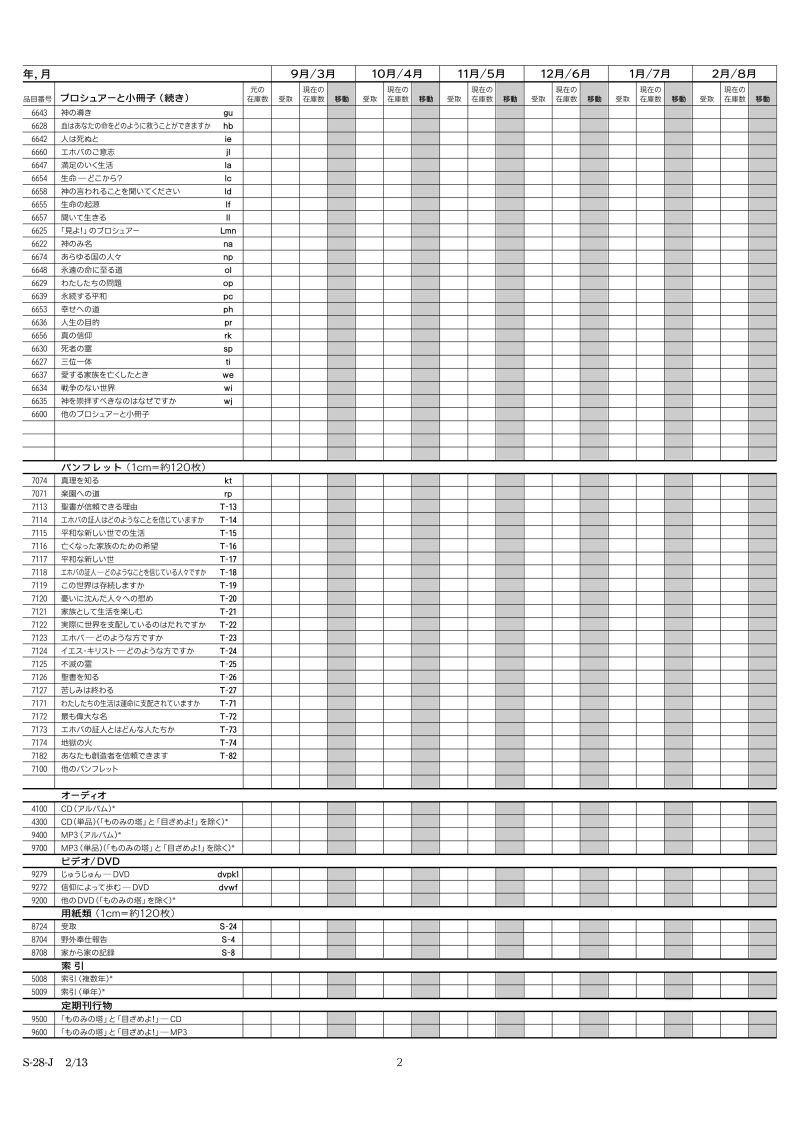 年, 月 9月/3月 10月/4月 11月/5月 12月/6月 1月/7月 2月/8月
品目番号 ブロシュアーと小冊子（続き） 元の在庫数 受取 現在の在庫数 移動 受取 現在の在庫数 移動 受取 現在の在庫数 移動 受取 現在の在庫数 移動 受取 現在の在庫数 移動 受取 現在の在庫数 移動
6643 神の導き gu
6628 血はあなたの命をどのように救うことができますか hb
6642 人は死ぬと ie
6660 エホバのご意志 jl
6647 満足のいく生活 la
6654 生命 ― どこから? lc
6658 神の言われることを聞いてください ld
6655 生命の起源 lf
6657 聞いて生きる ll
6625 「見よ!」のブロシュアー Lmn
6622 神のみ名 na
6674 あらゆる国の人々 np
6648 永遠の命に至る道 ol
6629 わたしたちの問題 op
6639 永続する平和 pc
6653 幸せへの道 ph
6636 人生の目的 pr
6656 真の信仰 rk
6630 死者の霊 sp
6627 三位一体 ti
6637 愛する家族を亡くしたとき we
6634 戦争のない世界 wi
6635 神を崇拝すべきなのはなぜですか wj
6600 他のブロシュアーと小冊子
パンフレット（1cm＝約120枚）
7074 真理を知る kt
7071 楽園への道 rp
7113 聖書が信頼できる理由 T-13
7114 エホバの証人はどのようなことを信じていますか T-14
7115 平和な新しい世での生活 T-15
7116 亡くなった家族のための希望 T-16
7117 平和な新しい世 T-17
7118 エホバの証人 ― どのようなことを信じている人々ですか T-18
7119 この世界は存続しますか T-19
7120 憂いに沈んだ人々への慰め T-20
7121 家族として生活を楽しむ T-21
7122 実際に世界を支配しているのはだれですか T-22
7123 エホバ ― どのような方ですか T-23
7124 イエス・キリスト ― どのような方ですか T-24
7125 不滅の霊 T-25
7126 聖書を知る T-26
7127 苦しみは終わる T-27
7171 わたしたちの生活は運命に支配されていますか T-71
7172 最も偉大な名 T-72
7173 エホバの証人とはどんな人たちか T-73
7174 地獄の火 T-74
7182 あなたも創造者を信頼できます T-82
7100 他のパンフレット
オーディオ
4100 CD（アルバム）*
4300 CD（単品）（「ものみの塔」と「目ざめよ!」を除く）*
9400 MP3（アルバム）*
9700 MP3（単品）（「ものみの塔」と「目ざめよ!」を除く）*
ビデオ/DVD
9279 じゅうじゅん ― DVD dvpk1
9272 信仰によって歩む ― DVD dvwf
9200 他のDVD（「ものみの塔」を除く）*
用紙類（1cm＝約120枚）
8724 受取 S-24
8704 野外奉仕報告 S-4
8708 家から家の記録 S-8
索引
5008 索引（複数年）*
5009 索引（単年）*
定期刊行物
9500 「ものみの塔」と「目ざめよ!」― CD
9600 「ものみの塔」と「目ざめよ!」― MP3
S-28-J 2/13 2